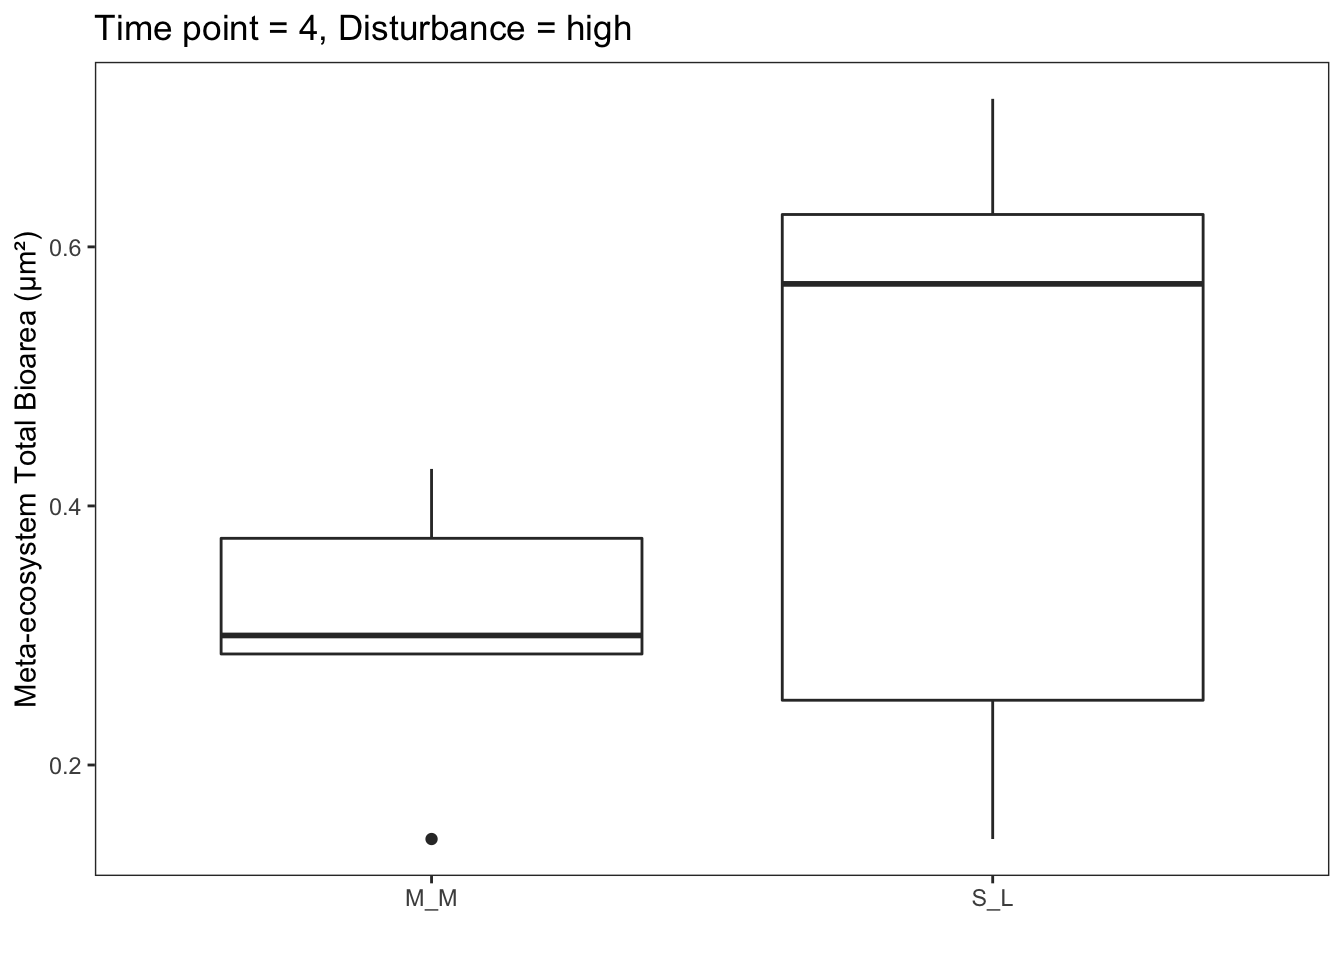 Time point = 4, Disturbance = high
Meta-ecosystem Total Bioarea (μm²)
0.6
0.4
0.2
M_M
S_L